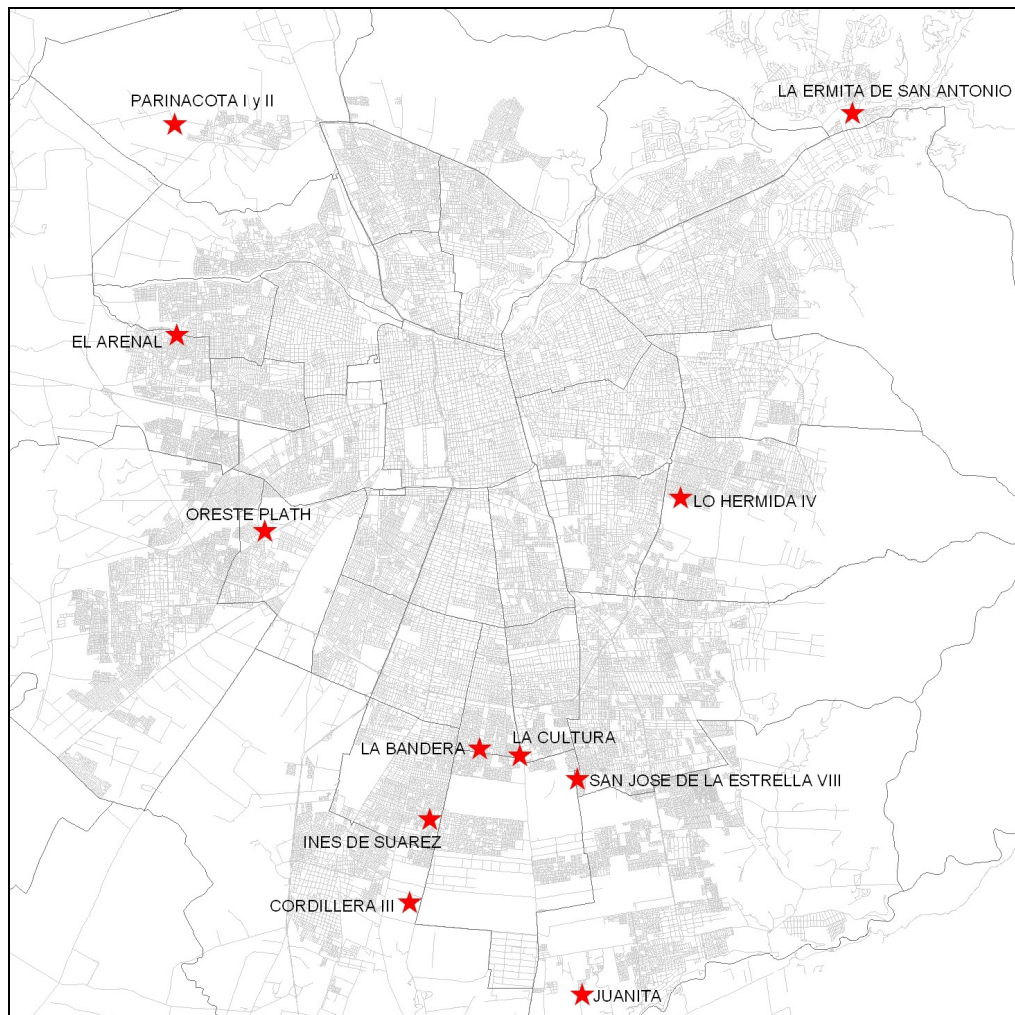 LA ERMITA DE SAN ANTONIO
PARINACOTA I y II
EL ARENAL
LO HERMIDA IV
ORESTE PLATH
LA CULTURA
LA BANDERA
SAN JOSE DE LA ESTRELLA VIII
INES DE SUAREZ
CORDILLERA III
JUANITA